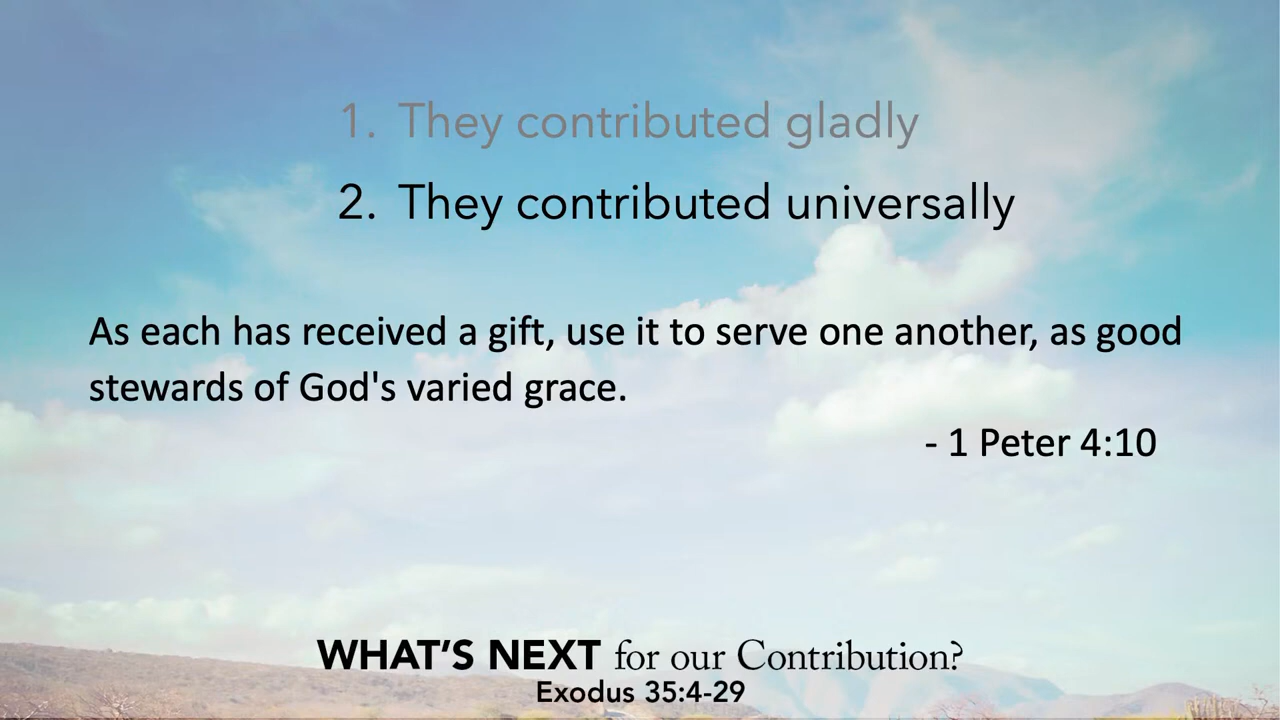 1. They contributed gladly
2. They contributed universally
As each has received a gift, use it to serve one another, as good
stewards of God's varied grace.
- 1 Peter 4:10
WHAT’S NEXT for our Contribution?
Exodus 35:4-29